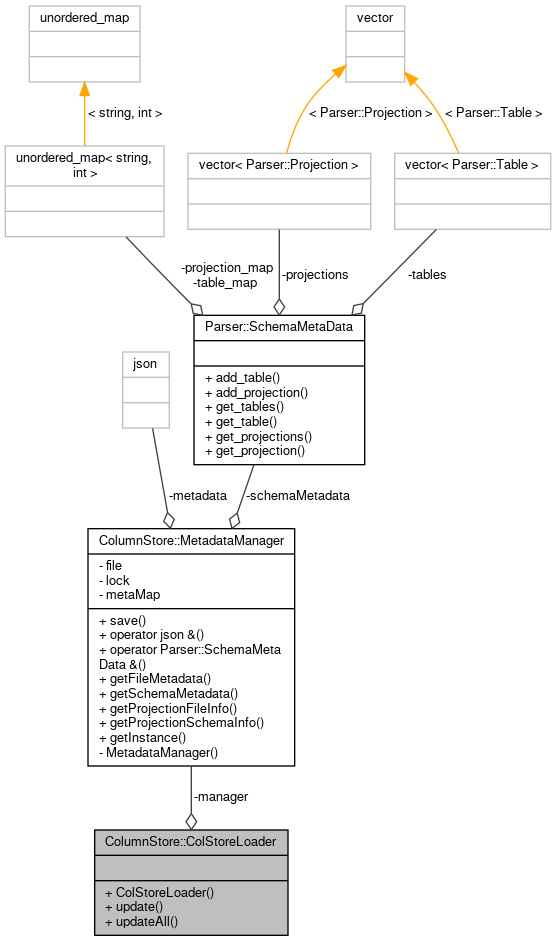 unordered_map
vector
< string, int >
< Parser::Projection >
< Parser::Table >
unordered_map< string,
int >
vector< Parser::Projection >
vector< Parser::Table >
-projection_map
-table_map
-projections
-tables
Parser::SchemaMetaData
+ add_table()
+ add_projection()
+ get_tables()
+ get_table()
+ get_projections()
+ get_projection()
json
-metadata
-schemaMetadata
ColumnStore::MetadataManager
- file
- lock
- metaMap
+ save()
+ operator json &()
+ operator Parser::SchemaMeta
Data &()
+ getFileMetadata()
+ getSchemaMetadata()
+ getProjectionFileInfo()
+ getProjectionSchemaInfo()
+ getInstance()
- MetadataManager()
-manager
ColumnStore::ColStoreLoader
+ ColStoreLoader()
+ update()
+ updateAll()